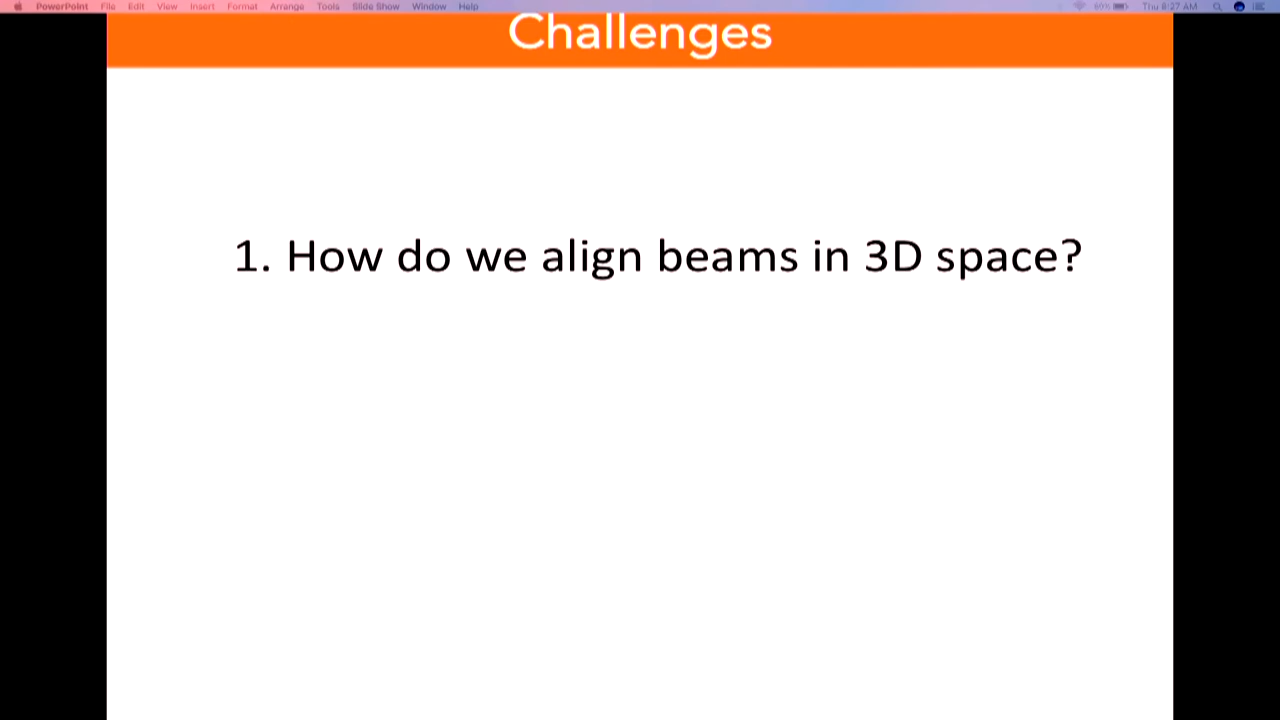 PowerPoint File Edit View Insert Format Arrange Tools Slide Show Window Help 80% Thu 8:27 AM
Challenges
1. How do we align beams in 3D space?